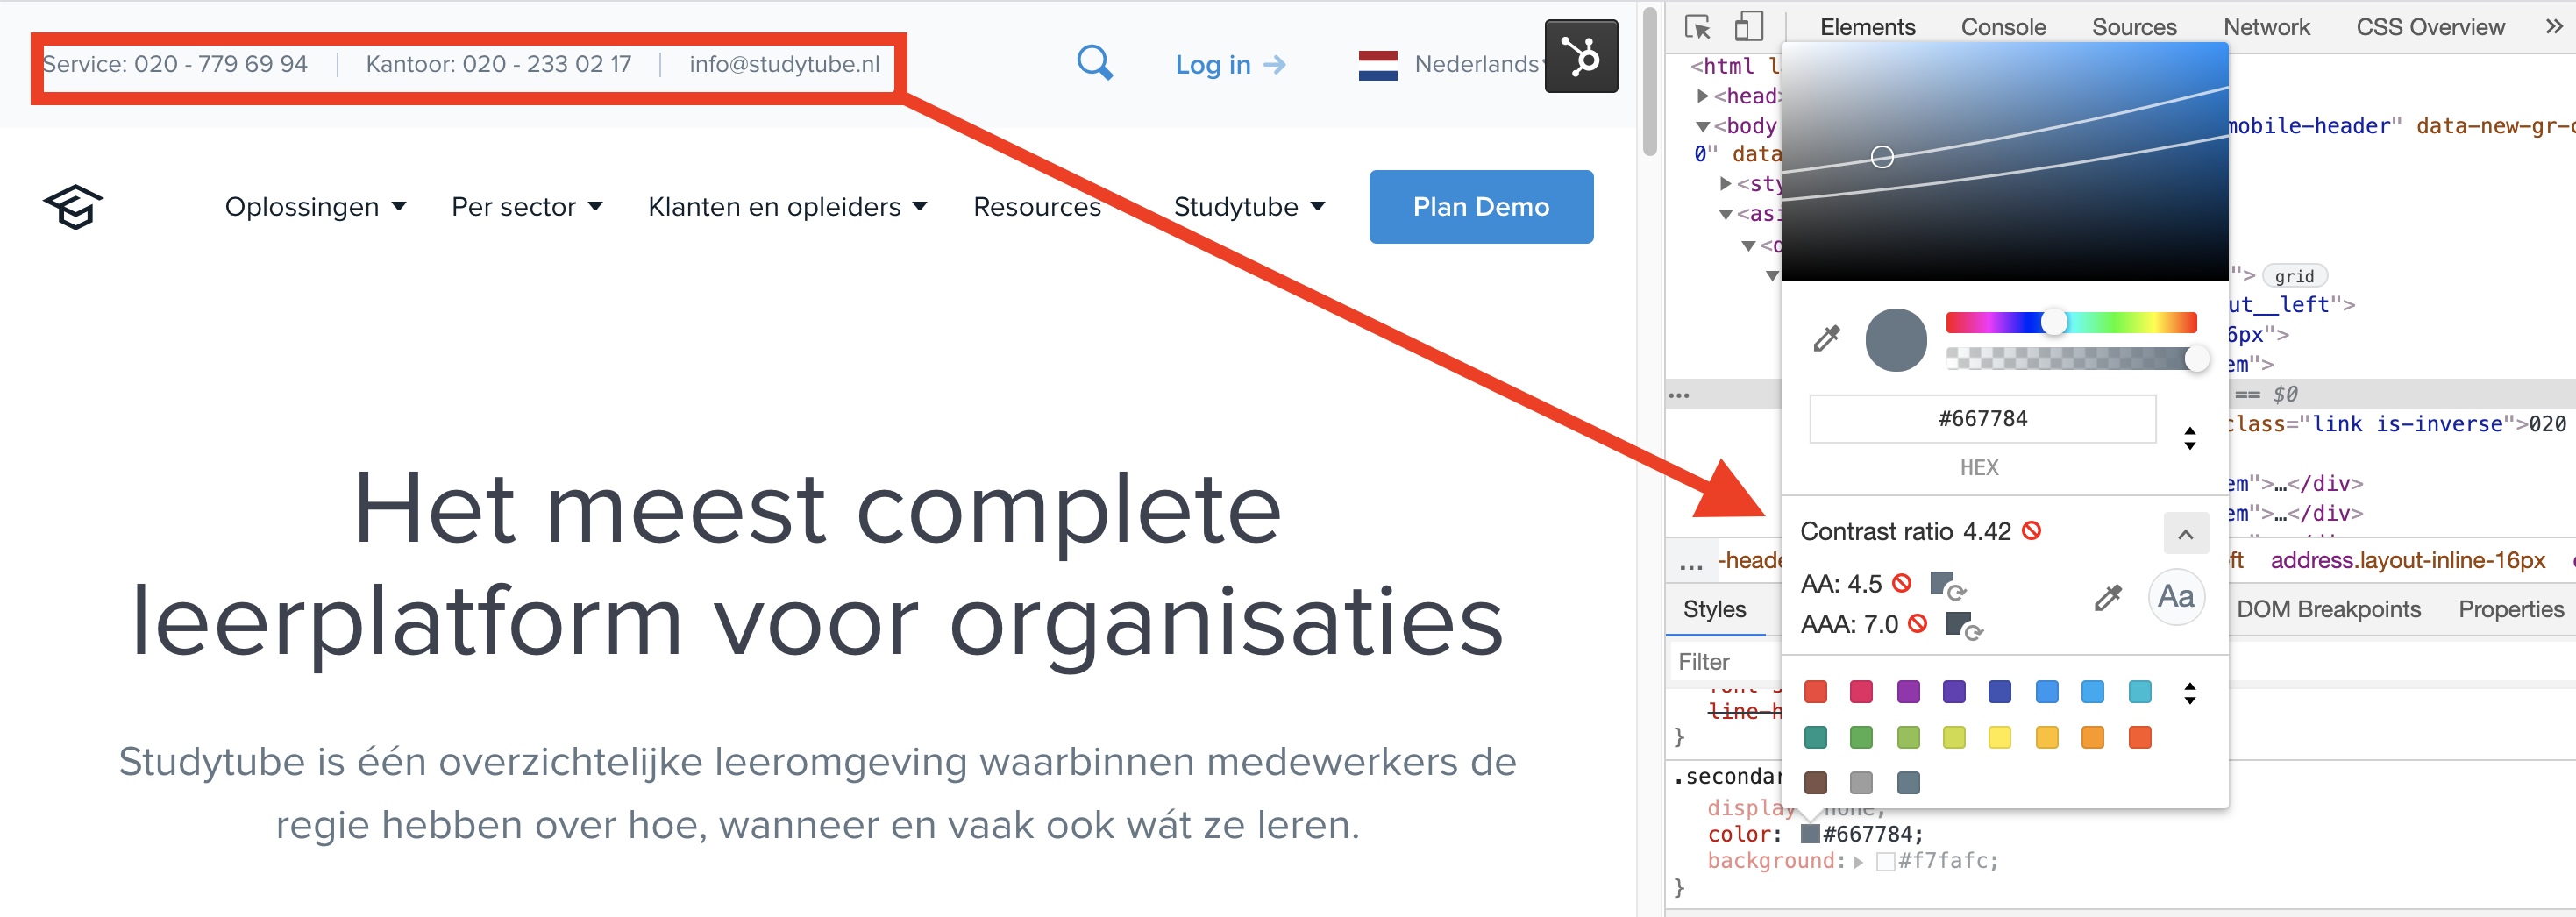 Service: 020 - 779 69 94 | Kantoor: 020 - 233 02 17 | info@studytube.nl
Log in →
Nederlands
Oplossingen
Per sector
Klanten en opleiders
Resources
Studytube
Plan Demo
Het meest complete
leerplatform voor organisaties
Studytube is één overzichtelijke leeromgeving waarbinnen medewerkers de
regie hebben over hoe, wanneer en vaak ook wát ze leren.
Elements Console Sources Network CSS Overview »
<html l
<head>
<body mobile-header" data-new-gr-c
0" data
<sty
<asi
<d
"> grid
ut__left">
6px">
em">
… == $0
class="link is-inverse">020
em">…</div>
em">…</div>
#667784
HEX
Contrast ratio 4.42
AA: 4.5
AAA: 7.0
Aa
… -heade ft address.layout-inline-16px
Styles DOM Breakpoints Properties
Filter
line-h
}
.secondar
display none;
color: #667784;
background: #f7fafc;
}